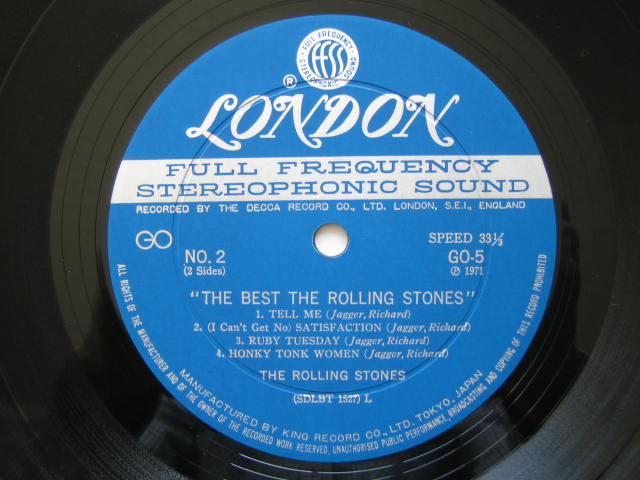 FULL FREQUENCY
FFSS
STEREOPHONIC SOUND
®
LONDON
FULL FREQUENCY
STEREOPHONIC SOUND
RECORDED BY THE DECCA RECORD CO., LTD. LONDON, S.E.I., ENGLAND
GO
NO. 2
(2 Sides)
SPEED 33⅓
GO-5
℗ 1971
"THE BEST THE ROLLING STONES"
1. TELL ME (Jagger, Richard)
2. (I Can't Get No) SATISFACTION (Jagger, Richard)
3. RUBY TUESDAY (Jagger, Richard)
4. HONKY TONK WOMEN (Jagger, Richard)
THE ROLLING STONES
(SDLBT 1527) L
MANUFACTURED BY KING RECORD CO., LTD. TOKYO, JAPAN
ALL RIGHTS OF THE MANUFACTURER AND OF THE OWNER OF THE RECORDED WORK RESERVED, UNAUTHORISED PUBLIC PERFORMANCE, BROADCASTING AND COPYING OF THIS RECORD PROHIBITED